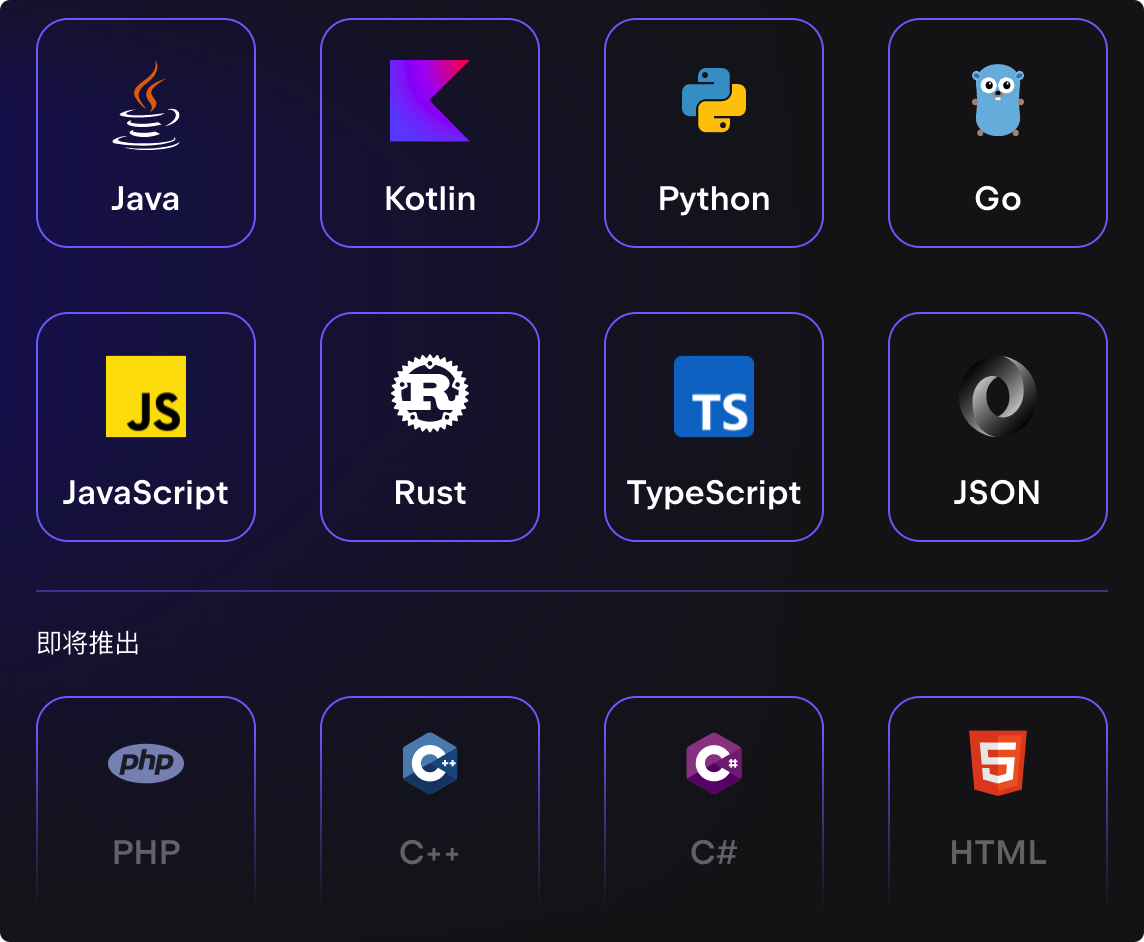 Java
Kotlin
Python
Go
JS
R
TS
JavaScript
Rust
TypeScript
JSON
即将推出
php
C++
C#
5
PHP
C++
C#
HTML